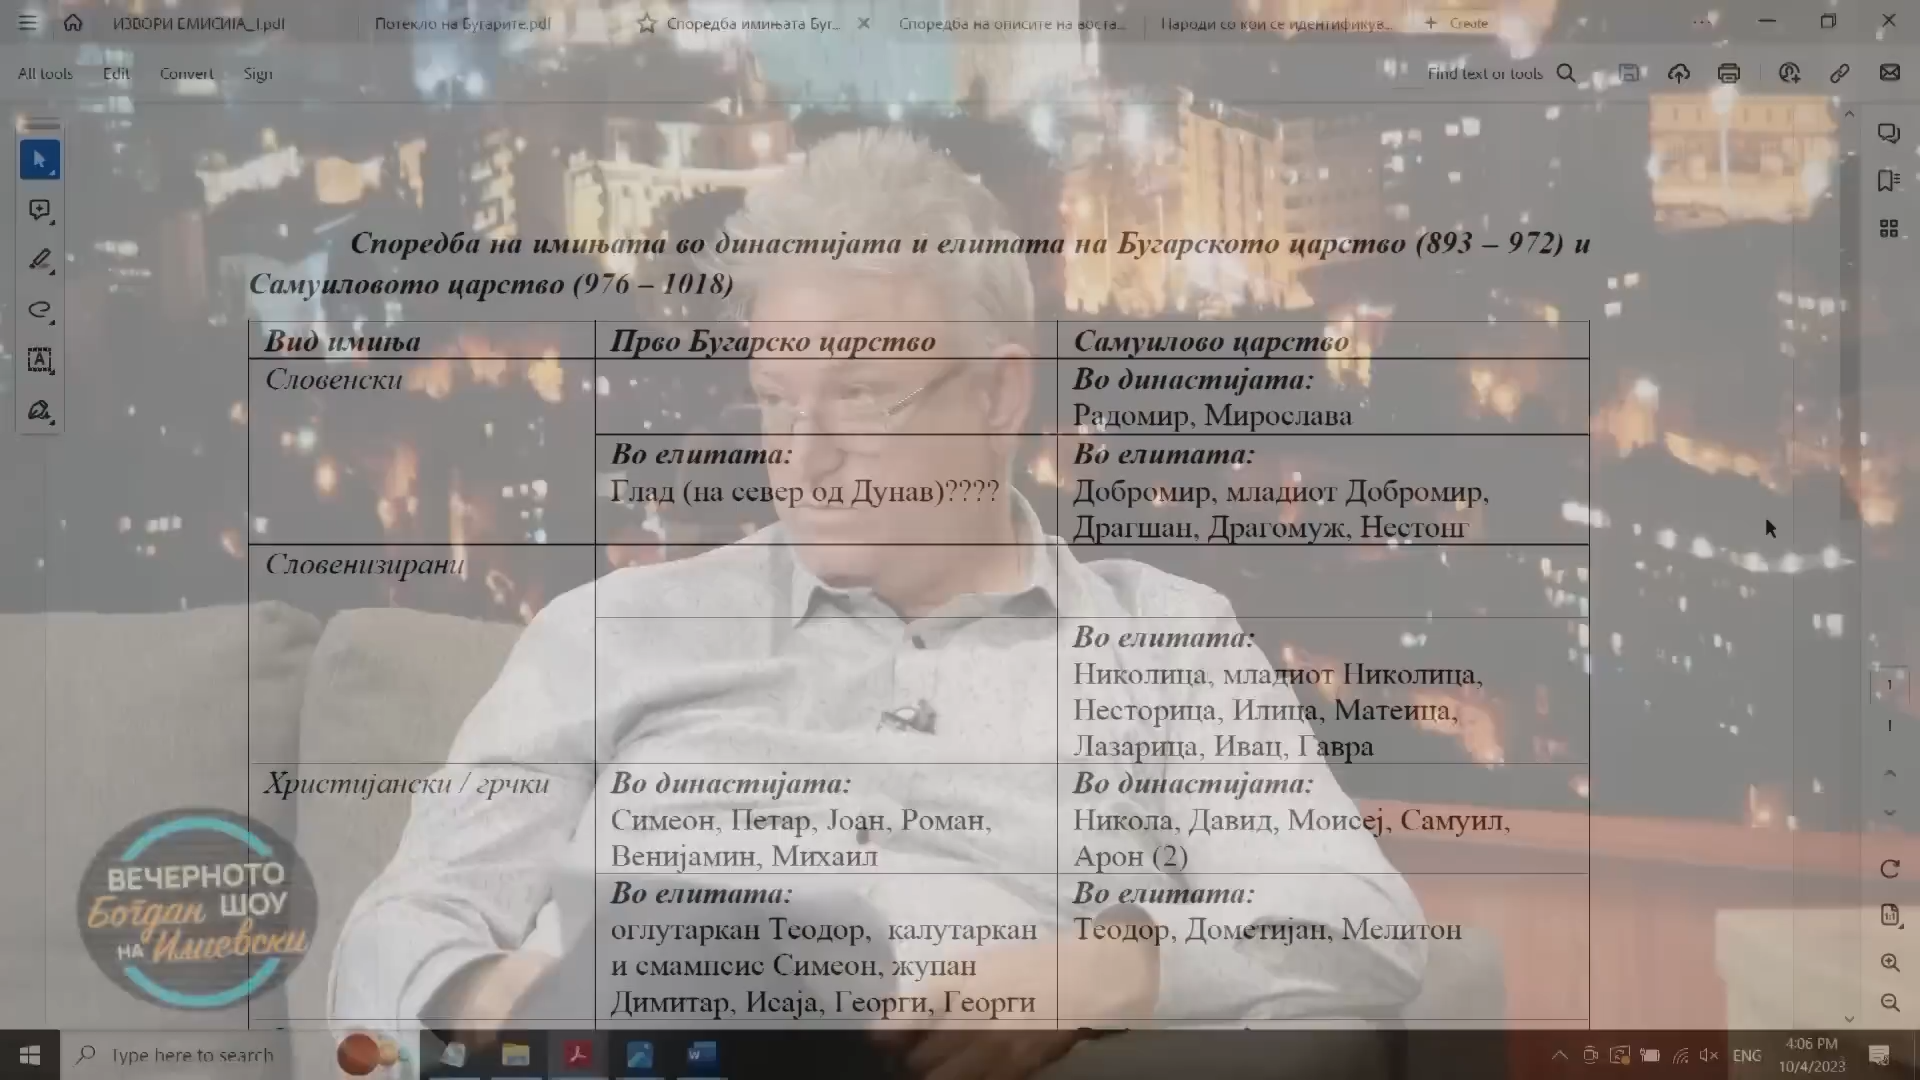 ИЗВОРИ ЕМИСИЈА_I.pdf
Потекло на Бугарите.pdf
Споредба имињата Буг...
Споредба на описите на воста...
Народи со кои се идентификув...
Create
All tools
Edit
Convert
Sign
Find text or tools
Споредба на имињата во династијата и елитата на Бугарското царство (893 – 972) и
Самуиловото царство (976 – 1018)
Вид имиња
Прво Бугарско царство
Самуилово царство
Словенски
Во династијата:
Радомир, Мирослава
Во елитата:
Глад (на север од Дунав)????
Во елитата:
Добромир, младиот Добромир,
Драгшан, Драгомуж, Нестонг
Словенизирани
Во елитата:
Николица, младиот Николица,
Несторица, Илица, Матеица,
Лазарица, Ивац, Гавра
Христијански / грчки
Во династијата:
Симеон, Петар, Јоан, Роман,
Венијамин, Михаил
Во династијата:
Никола, Давид, Моисеј, Самуил,
Арон (2)
Во елитата:
оглутаркан Теодор, калутаркан
и смампсис Симеон, жупан
Димитар, Исаја, Георги, Георги
Во елитата:
Теодор, Дометијан, Мелитон
ВЕЧЕРНОТО
ШОУ
НА
Богдан
Илиевски
1
1
Type here to search
ENG
4:06 PM
10/4/2023